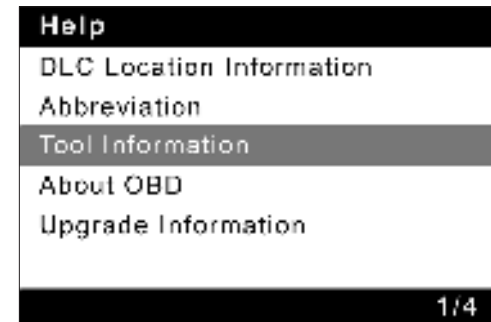 Help
DLC Location Information
Abbreviation
Tool Information
About OBD
Upgrade Information
1/4